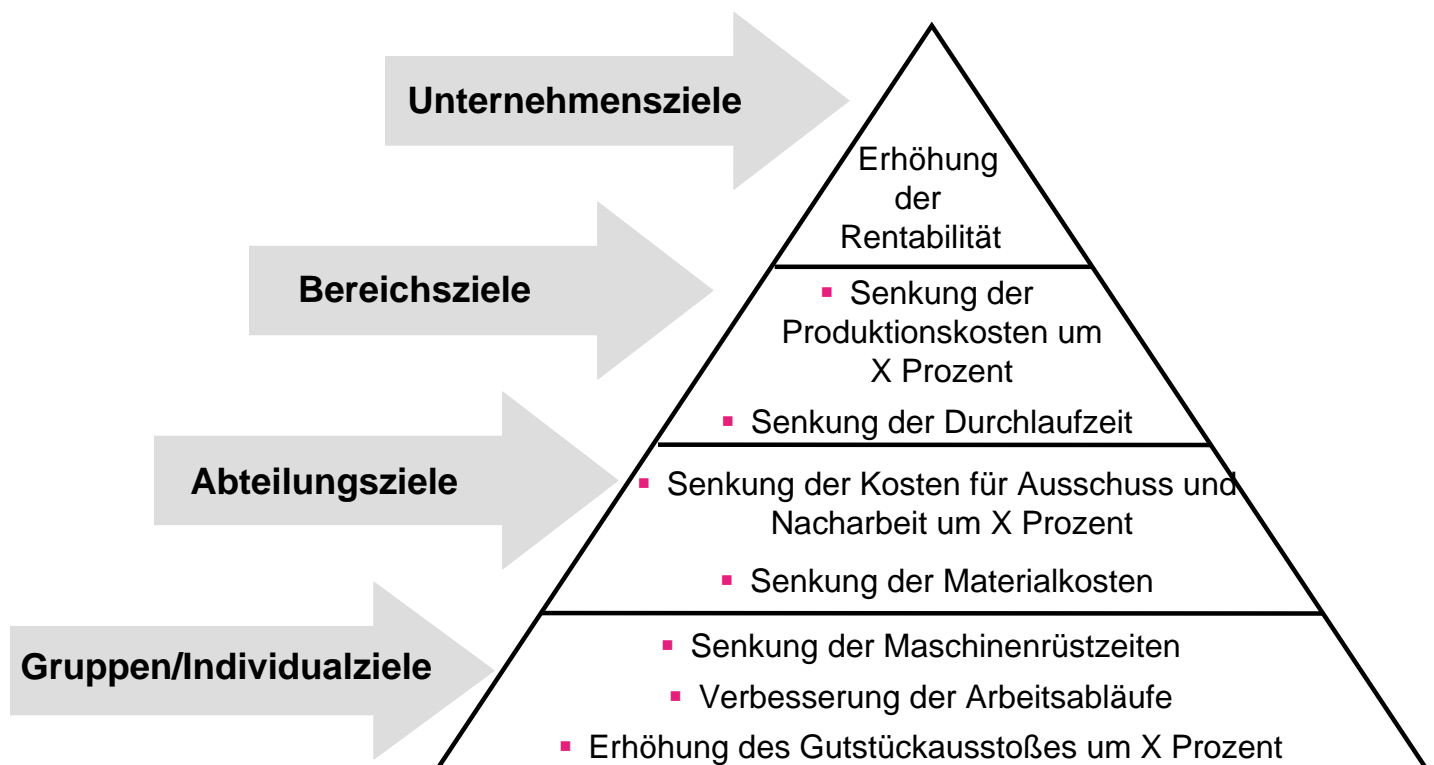 Unternehmensziele
Erhöhung
der
Rentabilität
Bereichsziele
▪ Senkung der
Produktionskosten um
X Prozent
▪ Senkung der Durchlaufzeit
Abteilungsziele
▪ Senkung der Kosten für Ausschuss und
Nacharbeit um X Prozent
▪ Senkung der Materialkosten
Gruppen/Individualziele
▪ Senkung der Maschinenrüstzeiten
▪ Verbesserung der Arbeitsabläufe
▪ Erhöhung des Gutstückausstoßes um X Prozent